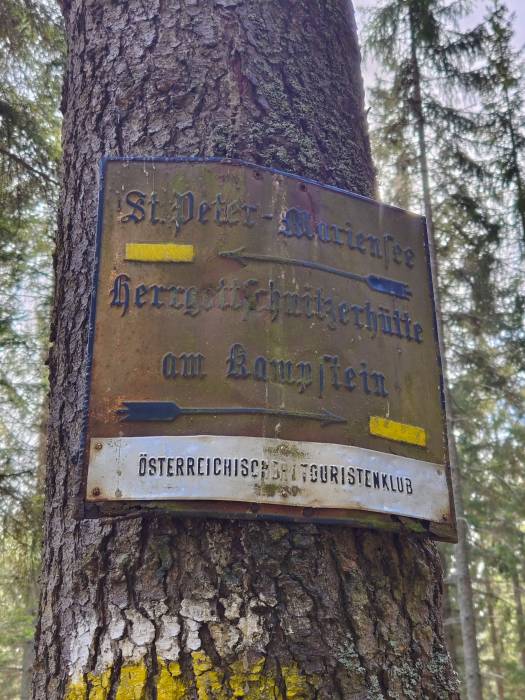 St. Peter-Mariensee
Herrgottschnitzerhütte
am Kampstein
ÖSTERREICHISCHER TOURISTENKLUB